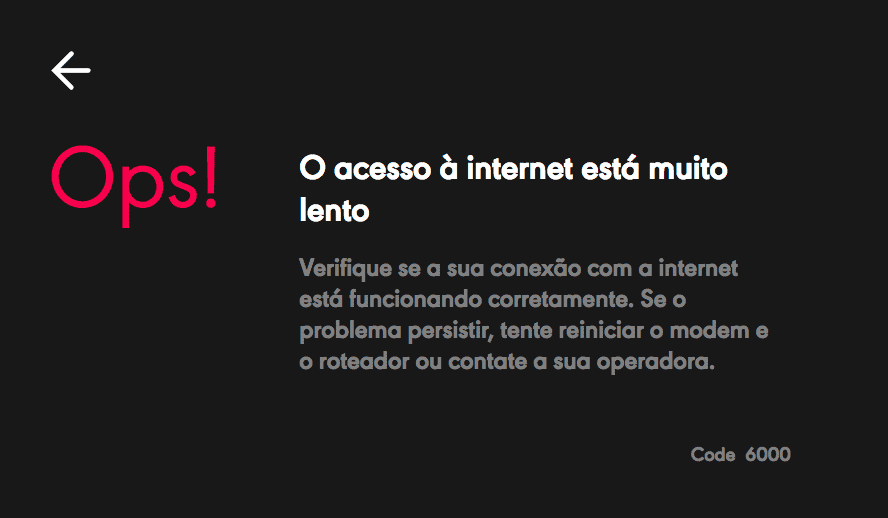 Ops!
O acesso à internet está muito
lento
Verifique se a sua conexão com a internet
está funcionando corretamente. Se o
problema persistir, tente reiniciar o modem e
o roteador ou contate a sua operadora.
Code 6000